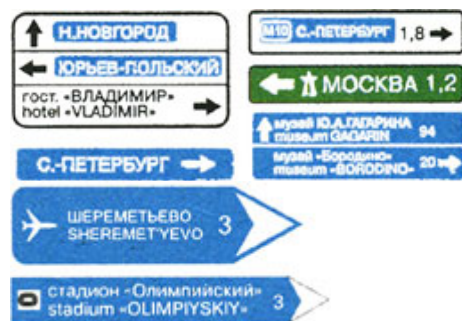 Н.НОВГОРОД
ЮРЬЕВ-ПОЛЬСКИЙ
гост. «ВЛАДИМИР»
hotel «VLADIMIR»
М10 С.-ПЕТЕРБУРГ 1,8
МОСКВА 1,2
музей Ю.А.ГАГАРИНА
museum GAGARIN 94
музей «Бородино»
museum «BORODINO» 20
С.-ПЕТЕРБУРГ
ШЕРЕМЕТЬЕВО
SHEREMET'YEVO 3
стадион «Олимпийский»
stadium «OLIMPIYSKIY» 3